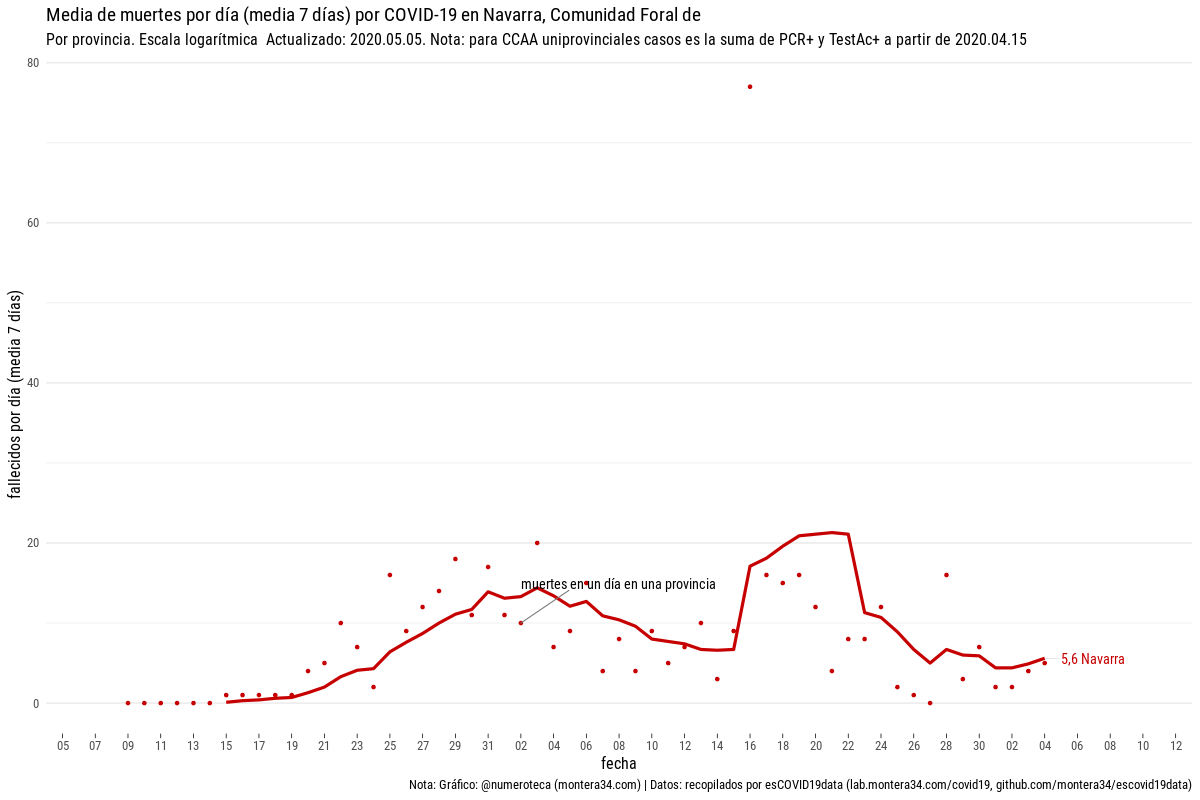 Media de muertes por día (media 7 días) por COVID-19 en Navarra, Comunidad Foral de
Por provincia. Escala logarítmica  Actualizado: 2020.05.05. Nota: para CCAA uniprovinciales casos es la suma de PCR+ y TestAc+ a partir de 2020.04.15
fallecidos por día (media 7 días)
80
60
40
20
0
muertes en un día en una provincia
5,6 Navarra
05 07 09 11 13 15 17 19 21 23 25 27 29 31 02 04 06 08 10 12 14 16 18 20 22 24 26 28 30 02 04 06 08 10 12
fecha
Nota: Gráfico: @numeroteca (montera34.com) | Datos: recopilados por esCOVID19data (lab.montera34.com/covid19, github.com/montera34/escovid19data)